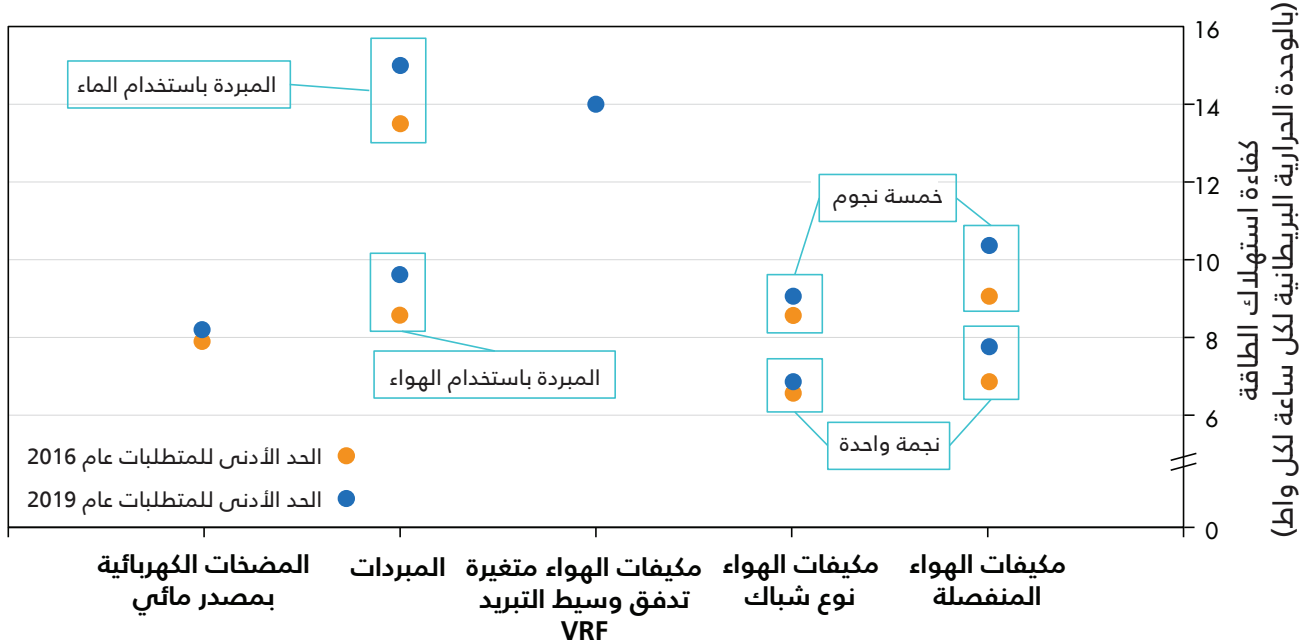 كفاءة استهلاك الطاقة
(بالوحدة الحرارية البريطانية لكل ساعة لكل واط)
16
14
12
10
8
6
0
المبردة باستخدام الماء
خمسة نجوم
المبردة باستخدام الهواء
نجمة واحدة
الحد الأدنى للمتطلبات عام 2016
الحد الأدنى للمتطلبات عام 2019
مكيفات الهواء
المنفصلة
مكيفات الهواء
نوع شباك
مكيفات الهواء متغيرة
تدفق وسيط التبريد
VRF
المبردات
المضخات الكهربائية
بمصدر مائي